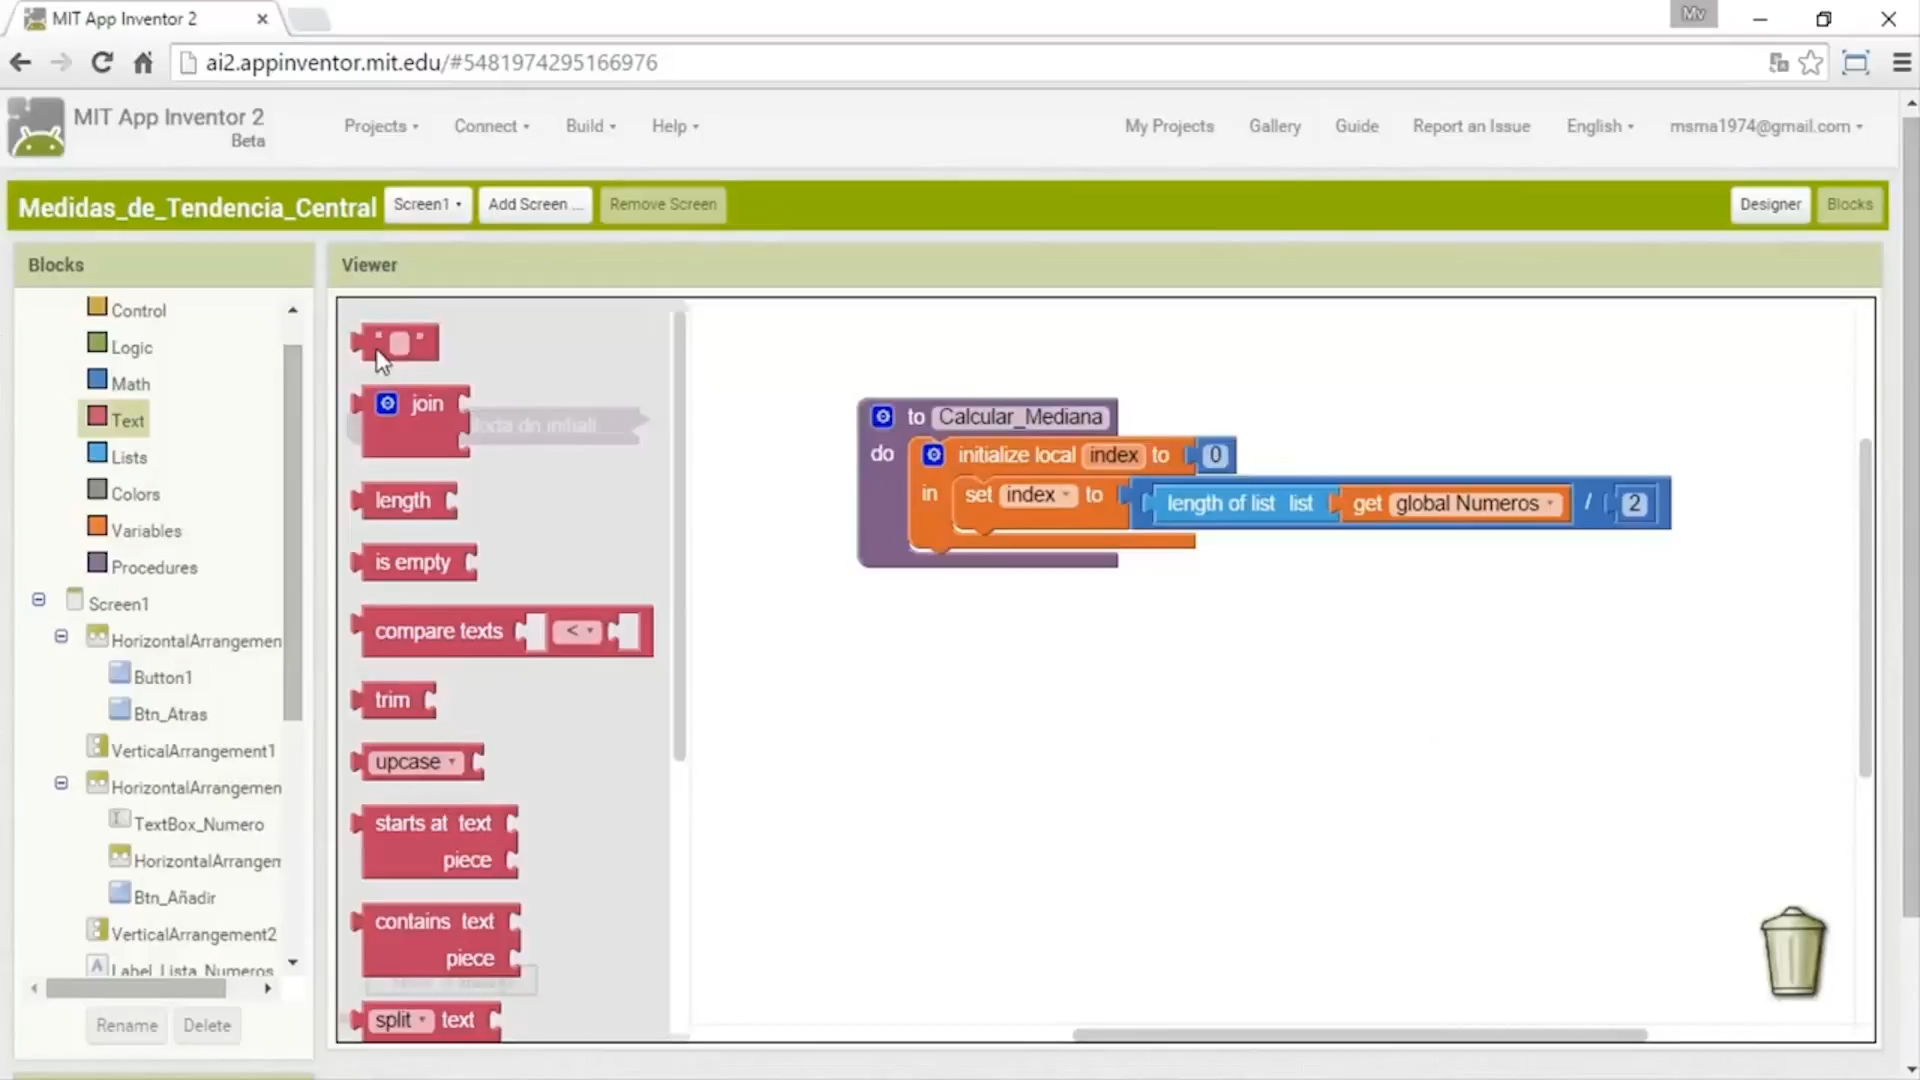 MIT App Inventor 2
Mv
ai2.appinventor.mit.edu/#5481974295166976
MIT App Inventor 2
Beta
Projects
Connect
Build
Help
My Projects
Gallery
Guide
Report an Issue
English
msma1974@gmail.com
Medidas_de_Tendencia_Central
Screen1
Add Screen ...
Remove Screen
Designer
Blocks
Blocks
Viewer
Control
Logic
Math
Text
Lists
Colors
Variables
Procedures
Screen1
HorizontalArrangemen
Button1
Btn_Atras
VerticalArrangement1
HorizontalArrangemen
TextBox_Numero
HorizontalArrangen
Btn_Añadir
VerticalArrangement2
Label_Lista_Numeros
Rename
Delete
" "
join
length
is empty
compare texts <
trim
upcase
starts at text
piece
contains text
piece
split text
to Calcular_Mediana
do initialize local index to 0
in set index to length of list list get global Numeros / 2